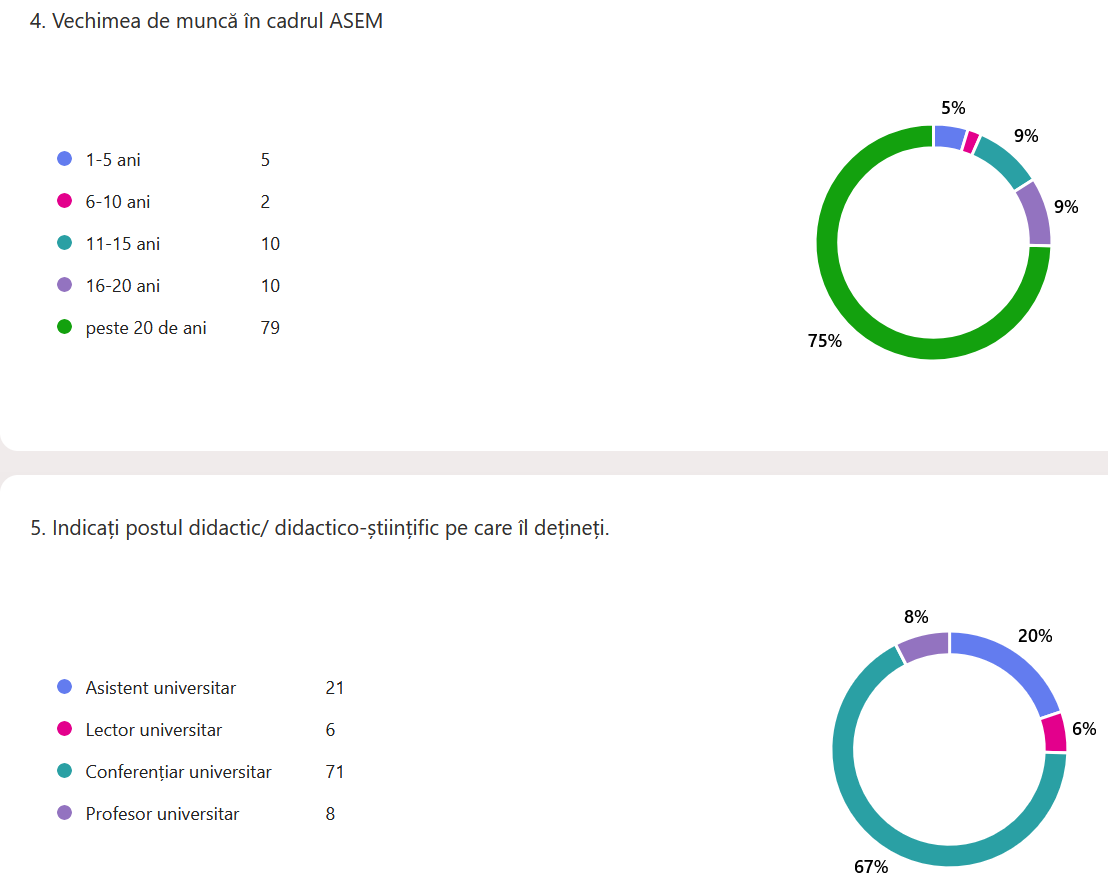 4. Vechimea de muncă în cadrul ASEM
5%
9%
1-5 ani 5
6-10 ani 2
9%
11-15 ani 10
16-20 ani 10
peste 20 de ani 79
75%
5. Indicați postul didactic/ didactico-științific pe care îl dețineți.
8%
20%
Asistent universitar 21
Lector universitar 6
6%
Conferențiar universitar 71
Profesor universitar 8
67%